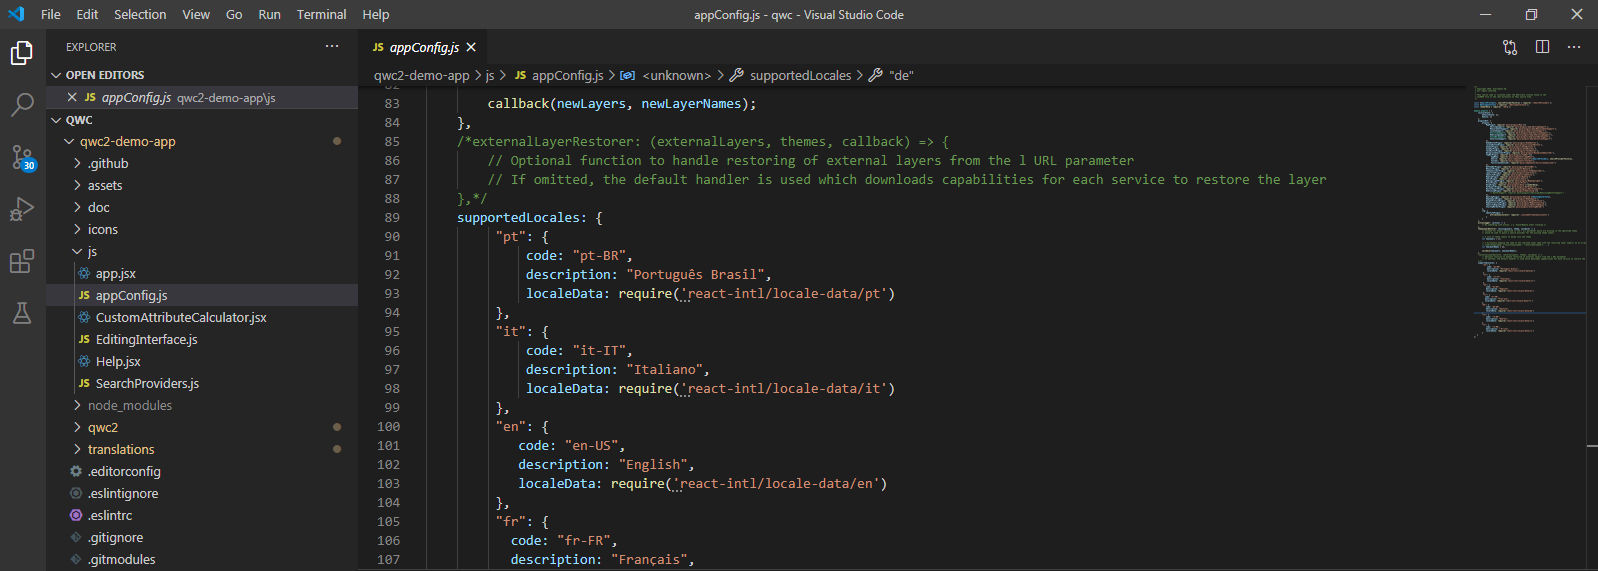 File Edit Selection View Go Run Terminal Help
appConfig.js - qwc - Visual Studio Code
EXPLORER
OPEN EDITORS
JS appConfig.js qwc2-demo-app\js
QWC
qwc2-demo-app
.github
assets
doc
icons
js
app.jsx
JS appConfig.js
CustomAttributeCalculator.jsx
JS EditingInterface.js
Help.jsx
JS SearchProviders.js
node_modules
qwc2
translations
.editorconfig
.eslintignore
.eslintrc
.gitignore
.gitmodules
30
JS appConfig.js
qwc2-demo-app > js > JS appConfig.js > <unknown> > supportedLocales > "de"
83 callback(newLayers, newLayerNames);
84 },
85 /*externalLayerRestorer: (externalLayers, themes, callback) => {
86 // Optional function to handle restoring of external layers from the l URL parameter
87 // If omitted, the default handler is used which downloads capabilities for each service to restore the layer
88 },*/
89 supportedLocales: {
90 "pt": {
91 code: "pt-BR",
92 description: "Português Brasil",
93 localeData: require('react-intl/locale-data/pt')
94 },
95 "it": {
96 code: "it-IT",
97 description: "Italiano",
98 localeData: require('react-intl/locale-data/it')
99 },
100 "en": {
101 code: "en-US",
102 description: "English",
103 localeData: require('react-intl/locale-data/en')
104 },
105 "fr": {
106 code: "fr-FR",
107 description: "Français",